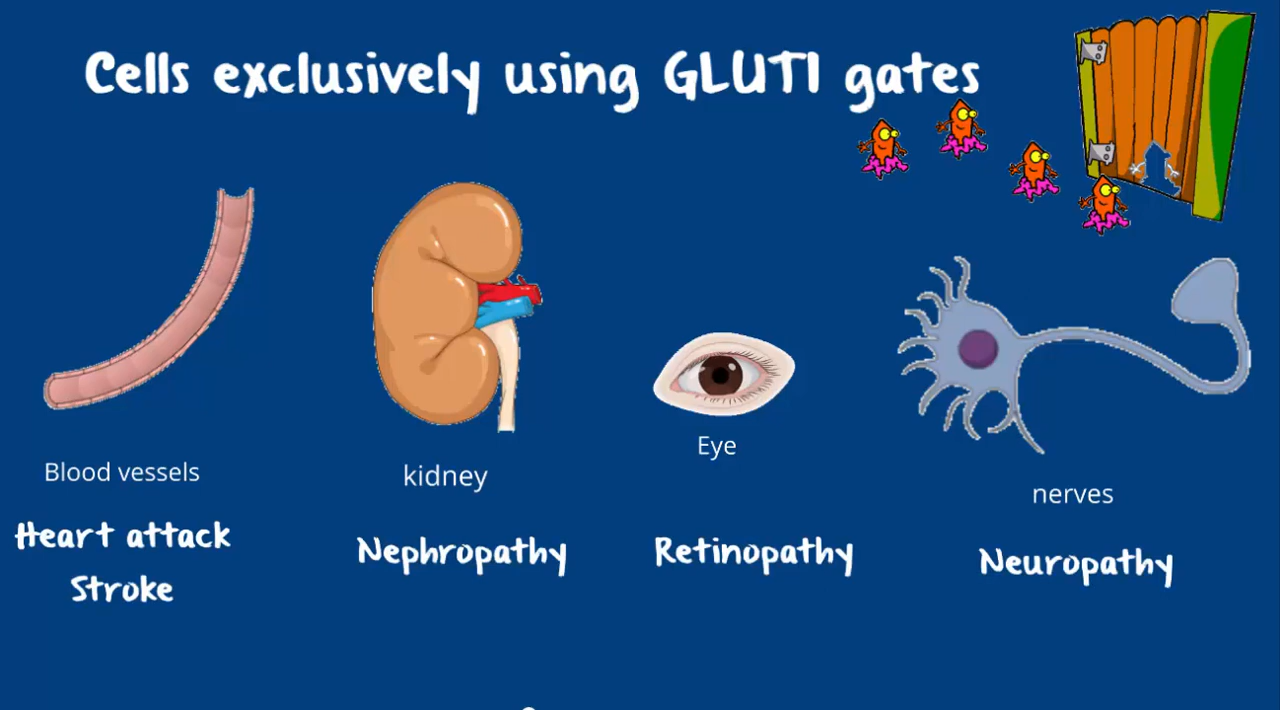 Cells exclusively using GLUT1 gates
Blood vessels
kidney
Eye
nerves
Heart attack
Stroke
Nephropathy
Retinopathy
Neuropathy